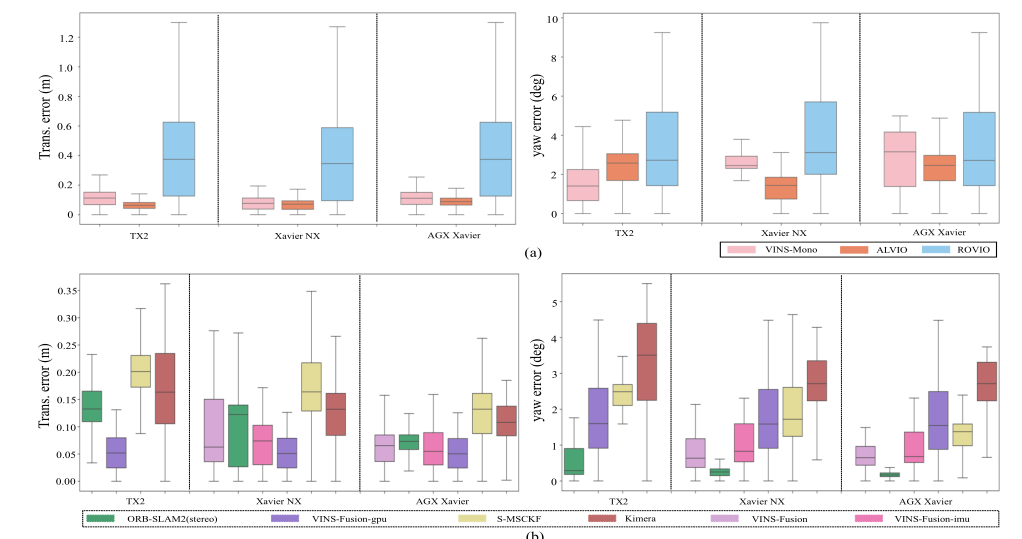 Trans. error (m)
1.2
1.0
0.8
0.6
0.4
0.2
0
TX2
Xavier NX
AGX Xavier
yaw error (deg)
10
8
6
4
2
0
TX2
Xavier NX
AGX Xavier
VINS-Mono ALVIO ROVIO
(a)
Trans. error (m)
0.35
0.30
0.25
0.20
0.15
0.10
0.05
0.00
TX2
Xavier NX
AGX Xavier
yaw error (deg)
5
4
3
2
1
0
TX2
Xavier NX
AGX Xavier
ORB-SLAM2(stereo) VINS-Fusion-gpu S-MSCKF Kimera VINS-Fusion VINS-Fusion-imu
(b)